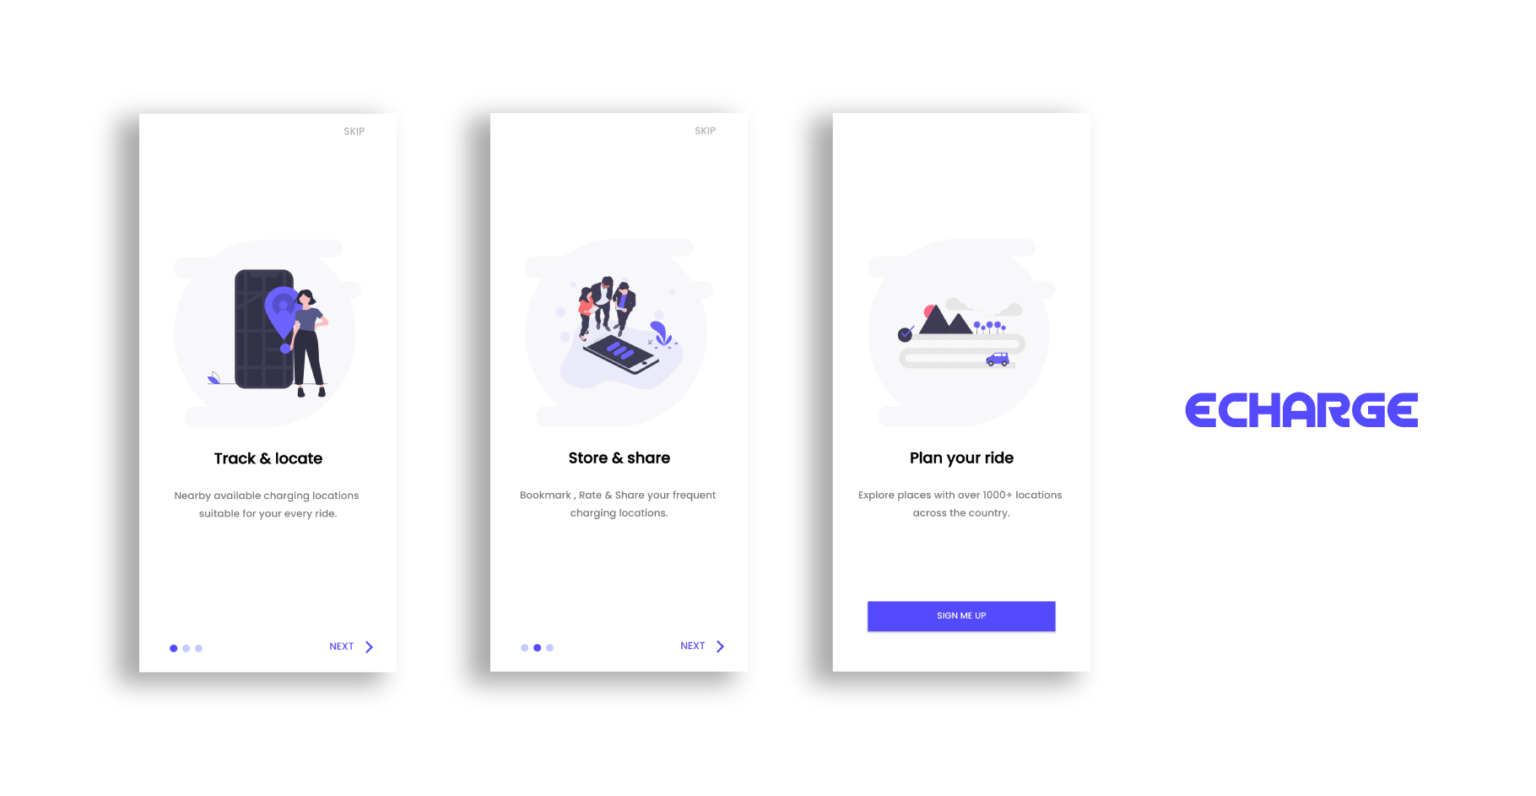 SKIP
Track & locate
Nearby available charging locations
suitable for your every ride.
NEXT
SKIP
Store & share
Bookmark , Rate & Share your frequent
charging locations.
NEXT
Plan your ride
Explore places with over 1000+ locations
across the country.
SIGN ME UP
ECHARGE